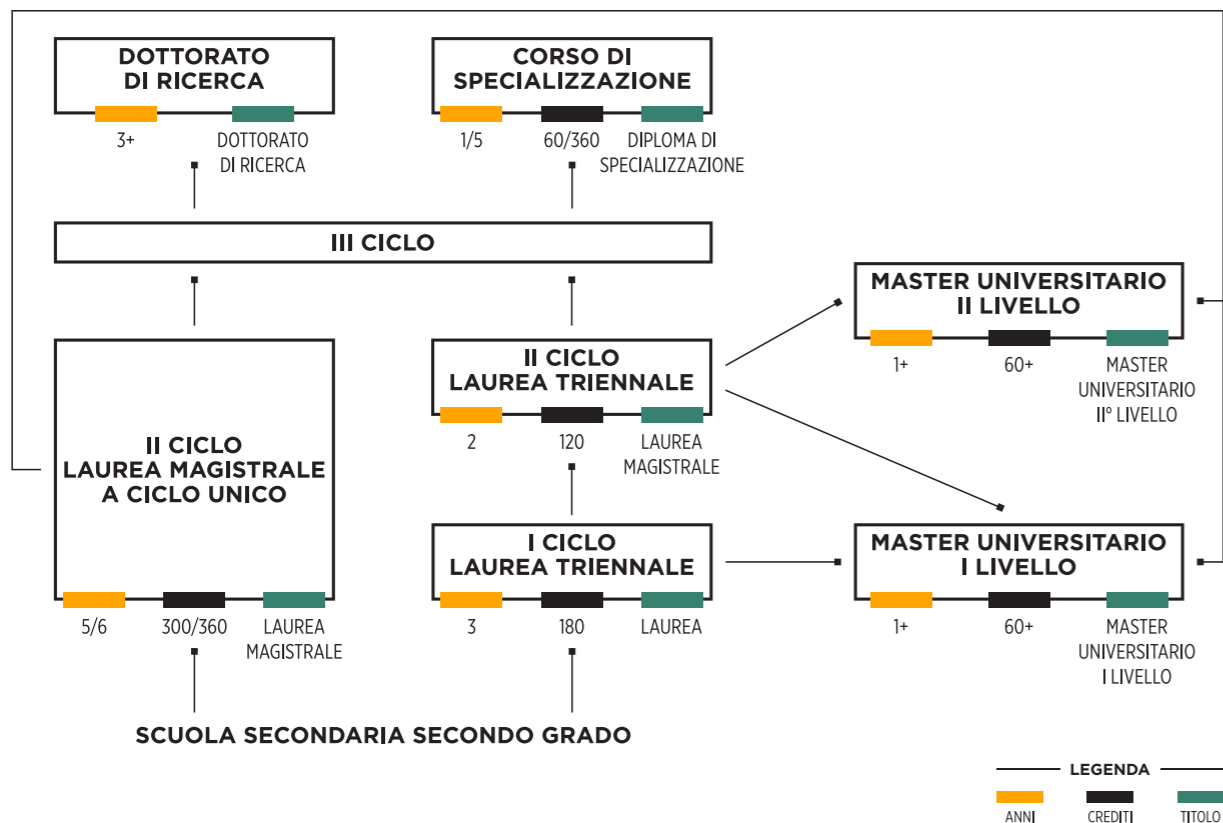 DOTTORATO
DI RICERCA
3+
DOTTORATO
DI RICERCA
CORSO DI
SPECIALIZZAZIONE
1/5
60/360
DIPLOMA DI
SPECIALIZZAZIONE
III CICLO
MASTER UNIVERSITARIO
II LIVELLO
1+
60+
MASTER
UNIVERSITARIO
II° LIVELLO
II CICLO
LAUREA TRIENNALE
2
120
LAUREA
MAGISTRALE
II CICLO
LAUREA MAGISTRALE
A CICLO UNICO
5/6
300/360
LAUREA
MAGISTRALE
I CICLO
LAUREA TRIENNALE
3
180
LAUREA
MASTER UNIVERSITARIO
I LIVELLO
1+
60+
MASTER
UNIVERSITARIO
I LIVELLO
SCUOLA SECONDARIA SECONDO GRADO
LEGENDA
ANNI
CREDITI
TITOLO